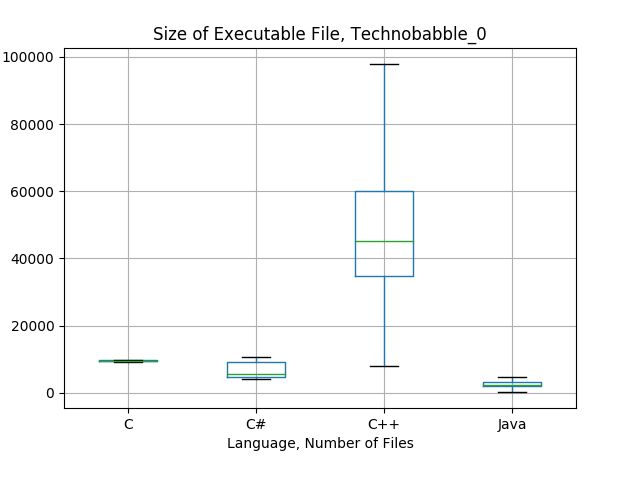 Size of Executable File, Technobabble_0
100000
80000
60000
40000
20000
0
C C# C++ Java
Language, Number of Files